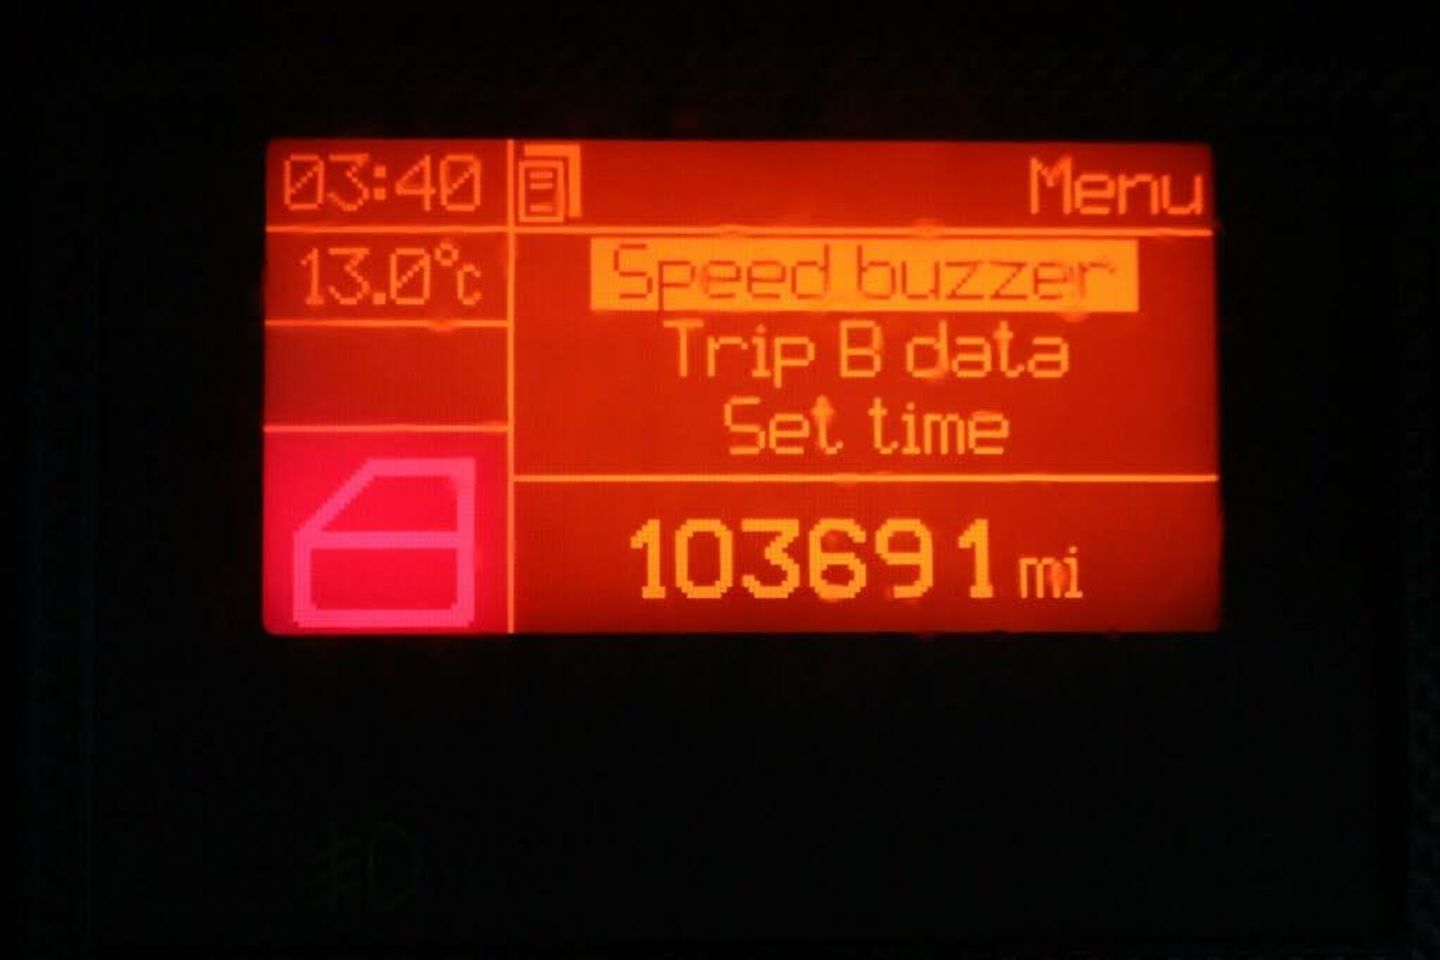 03:40
Menu
13.0°c
Speed buzzer
Trip B data
Set time
103691 mi